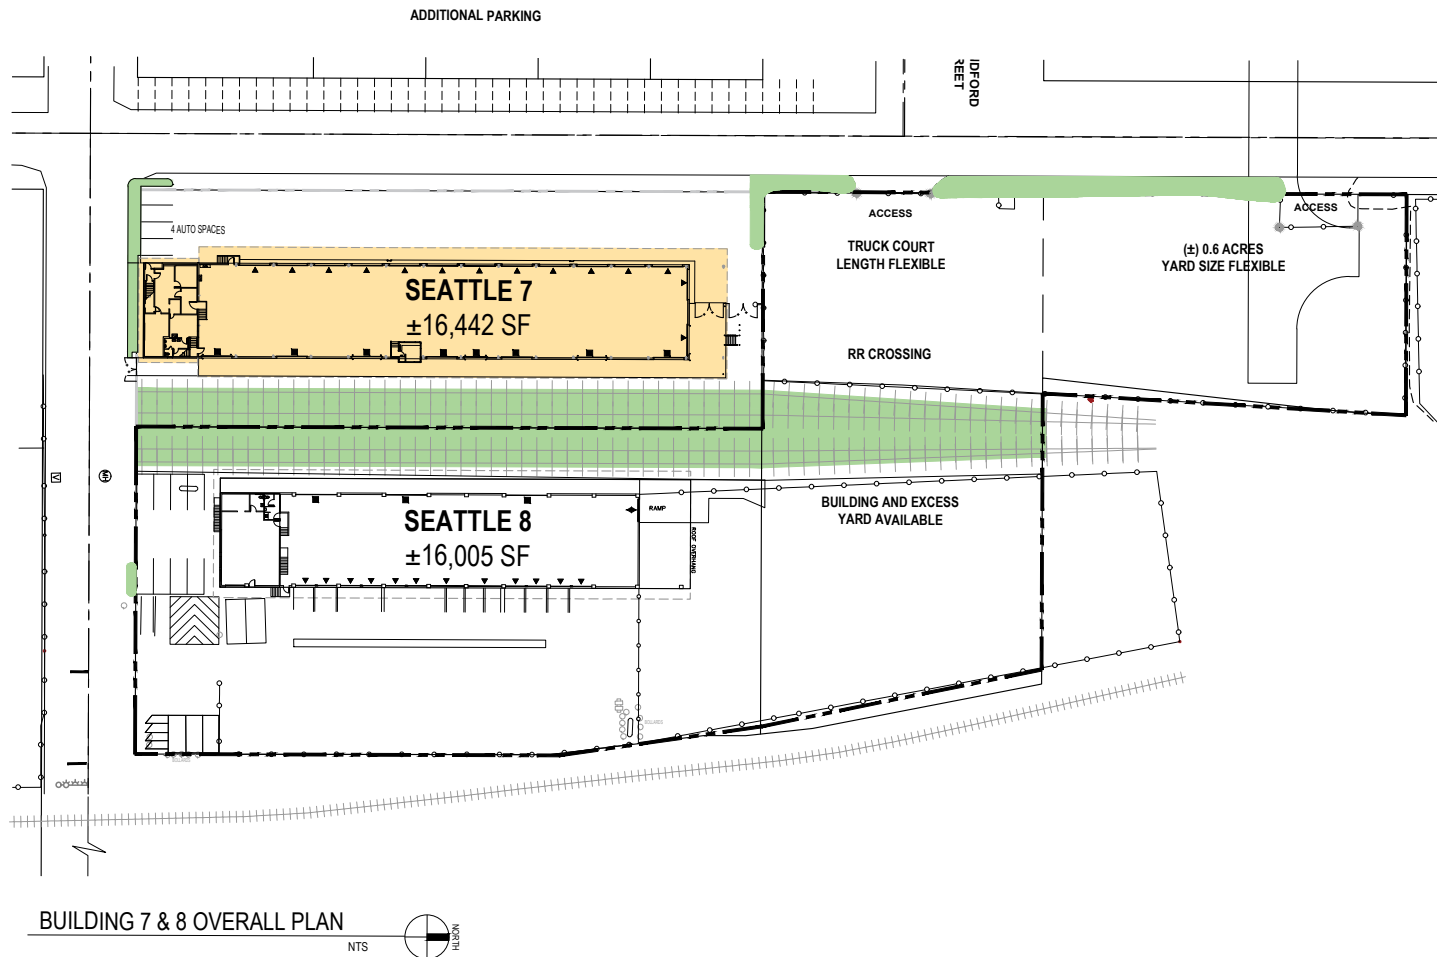 ADDITIONAL PARKING
IDFORD
REET
ACCESS
ACCESS
4 AUTO SPACES
TRUCK COURT
LENGTH FLEXIBLE
(±) 0.6 ACRES
YARD SIZE FLEXIBLE
SEATTLE 7
±16,442 SF
RR CROSSING
MH
BUILDING AND EXCESS
YARD AVAILABLE
SEATTLE 8
±16,005 SF
RAMP
ROOF OVERHANG
BOLLARDS
BUILDING 7 & 8 OVERALL PLAN
NTS
NORTH